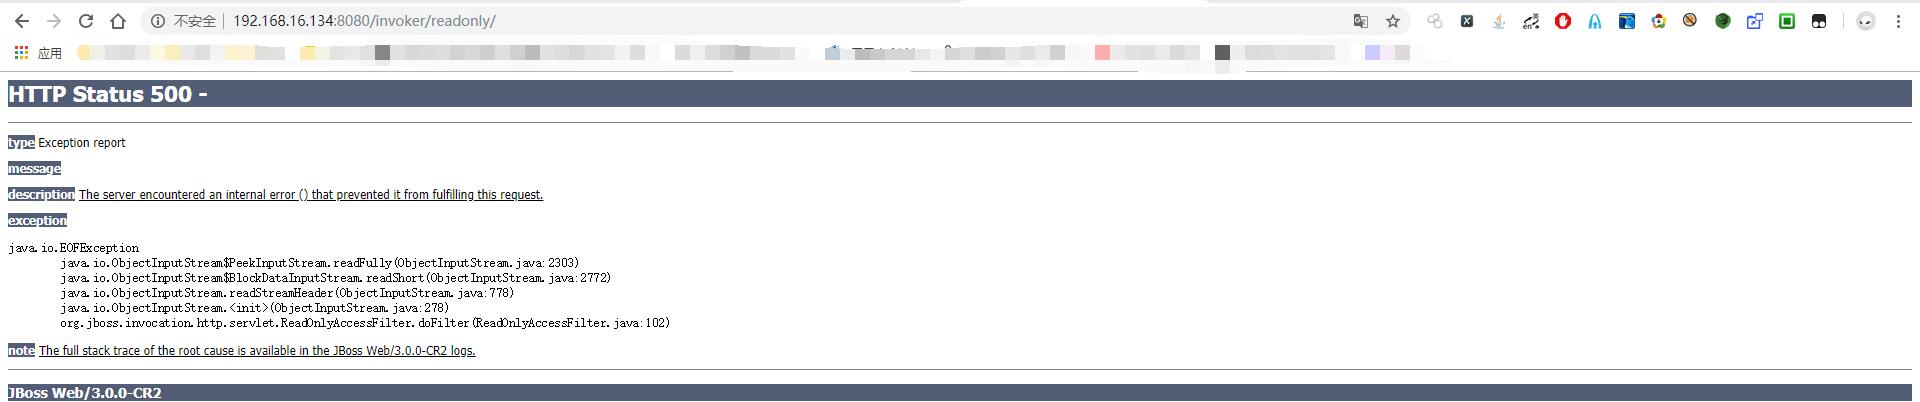 不安全 | 192.168.16.134:8080/invoker/readonly/
应用
HTTP Status 500 -
type Exception report
message
description The server encountered an internal error () that prevented it from fulfilling this request.
exception
java.io.EOFException
java.io.ObjectInputStream$PeekInputStream.readFully(ObjectInputStream.java:2303)
java.io.ObjectInputStream$BlockDataInputStream.readShort(ObjectInputStream.java:2772)
java.io.ObjectInputStream.readStreamHeader(ObjectInputStream.java:778)
java.io.ObjectInputStream.<init>(ObjectInputStream.java:278)
org.jboss.invocation.http.servlet.ReadOnlyAccessFilter.doFilter(ReadOnlyAccessFilter.java:102)
note The full stack trace of the root cause is available in the JBoss Web/3.0.0-CR2 logs.
JBoss Web/3.0.0-CR2